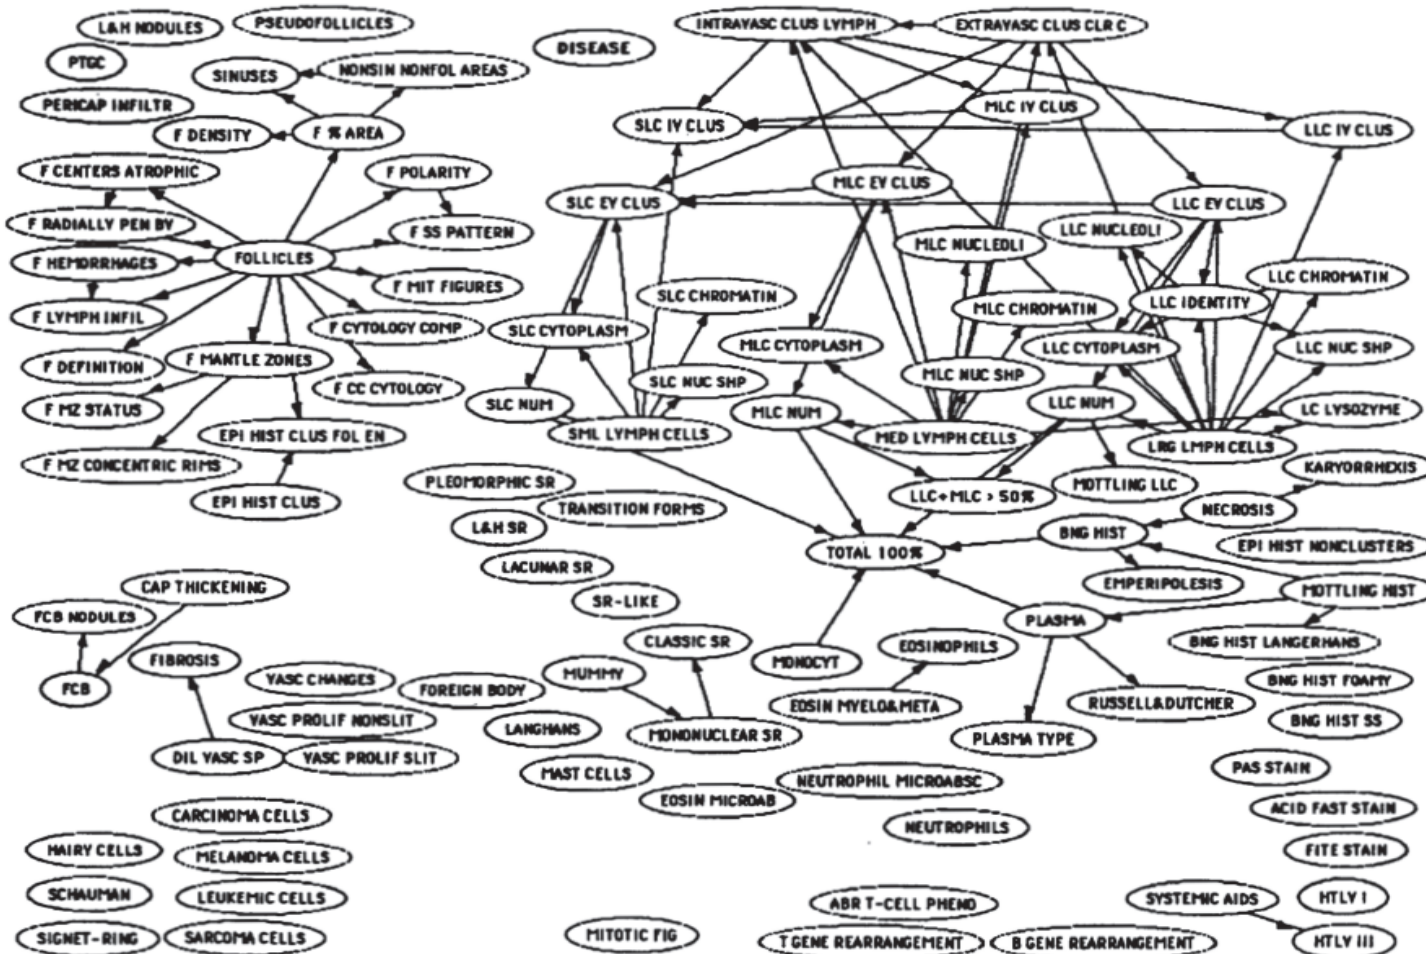 L&H NODULES
PSEUDOFOLLICLES
INTRAVASC CLUS LYMPH
EXTRAVASC CLUS CLR C
PTGC
DISEASE
SINUSES
NONSIN NONFOL AREAS
PERICAP INFILTR
MLC IV CLUS
F DENSITY
F % AREA
SLC IV CLUS
LLC IV CLUS
F CENTERS ATROPHIC
F POLARITY
MLC EV CLUS
SLC EV CLUS
LLC EV CLUS
F RADIALLY PEN BY
F SS PATTERN
MLC NUCLEOLI
LLC NUCLEOLI
F HEMORRHAGES
FOLLICLES
F MIT FIGURES
LLC CHROMATIN
SLC CHROMATIN
MLC CHROMATIN
LLC IDENTITY
F LYMPH INFIL
F CYTOLOGY COMP
SLC CYTOPLASM
MLC CYTOPLASM
LLC CYTOPLASM
LLC NUC SHP
F DEFINITION
F MANTLE ZONES
F CC CYTOLOGY
SLC NUC SHP
MLC NUC SHP
F MZ STATUS
SLC NUM
MLC NUM
LLC NUM
LC LYSOZYME
EPI HIST CLUS FOL EN
SML LYMPH CELLS
MED LYMPH CELLS
LRG LMPH CELLS
F MZ CONCENTRIC RIMS
KARYORRHEXIS
PLEOMORPHIC SR
MOTTLING LLC
EPI HIST CLUS
TRANSITION FORMS
LLC+MLC > 50%
NECROSIS
L&H SR
BNG HIST
TOTAL 100%
EPI HIST NONCLUSTERS
LACUNAR SR
CAP THICKENING
EMPERIPOLESIS
MOTTLING HIST
SR-LIKE
FCB NODULES
PLASMA
CLASSIC SR
EOSINOPHILS
BNG HIST LANGERHANS
FIBROSIS
MONOCYT
MUMMY
VASC CHANGES
FOREIGN BODY
BNG HIST FOAMY
FCB
EOSIN MYELO&META
RUSSELL&DUTCHER
VASC PROLIF NONSLIT
BNG HIST SS
LANGHANS
MONONUCLEAR SR
PLASMA TYPE
DIL VASC SP
VASC PROLIF SLIT
MAST CELLS
PAS STAIN
NEUTROPHIL MICROABSC
EOSIN MICROAB
ACID FAST STAIN
CARCINOMA CELLS
NEUTROPHILS
HAIRY CELLS
MELANOMA CELLS
FITE STAIN
SCHAUMAN
LEUKEMIC CELLS
ABR T-CELL PHENO
SYSTEMIC AIDS
HTLV I
SIGNET-RING
SARCOMA CELLS
MITOTIC FIG
T GENE REARRANGEMENT
B GENE REARRANGEMENT
HTLV III